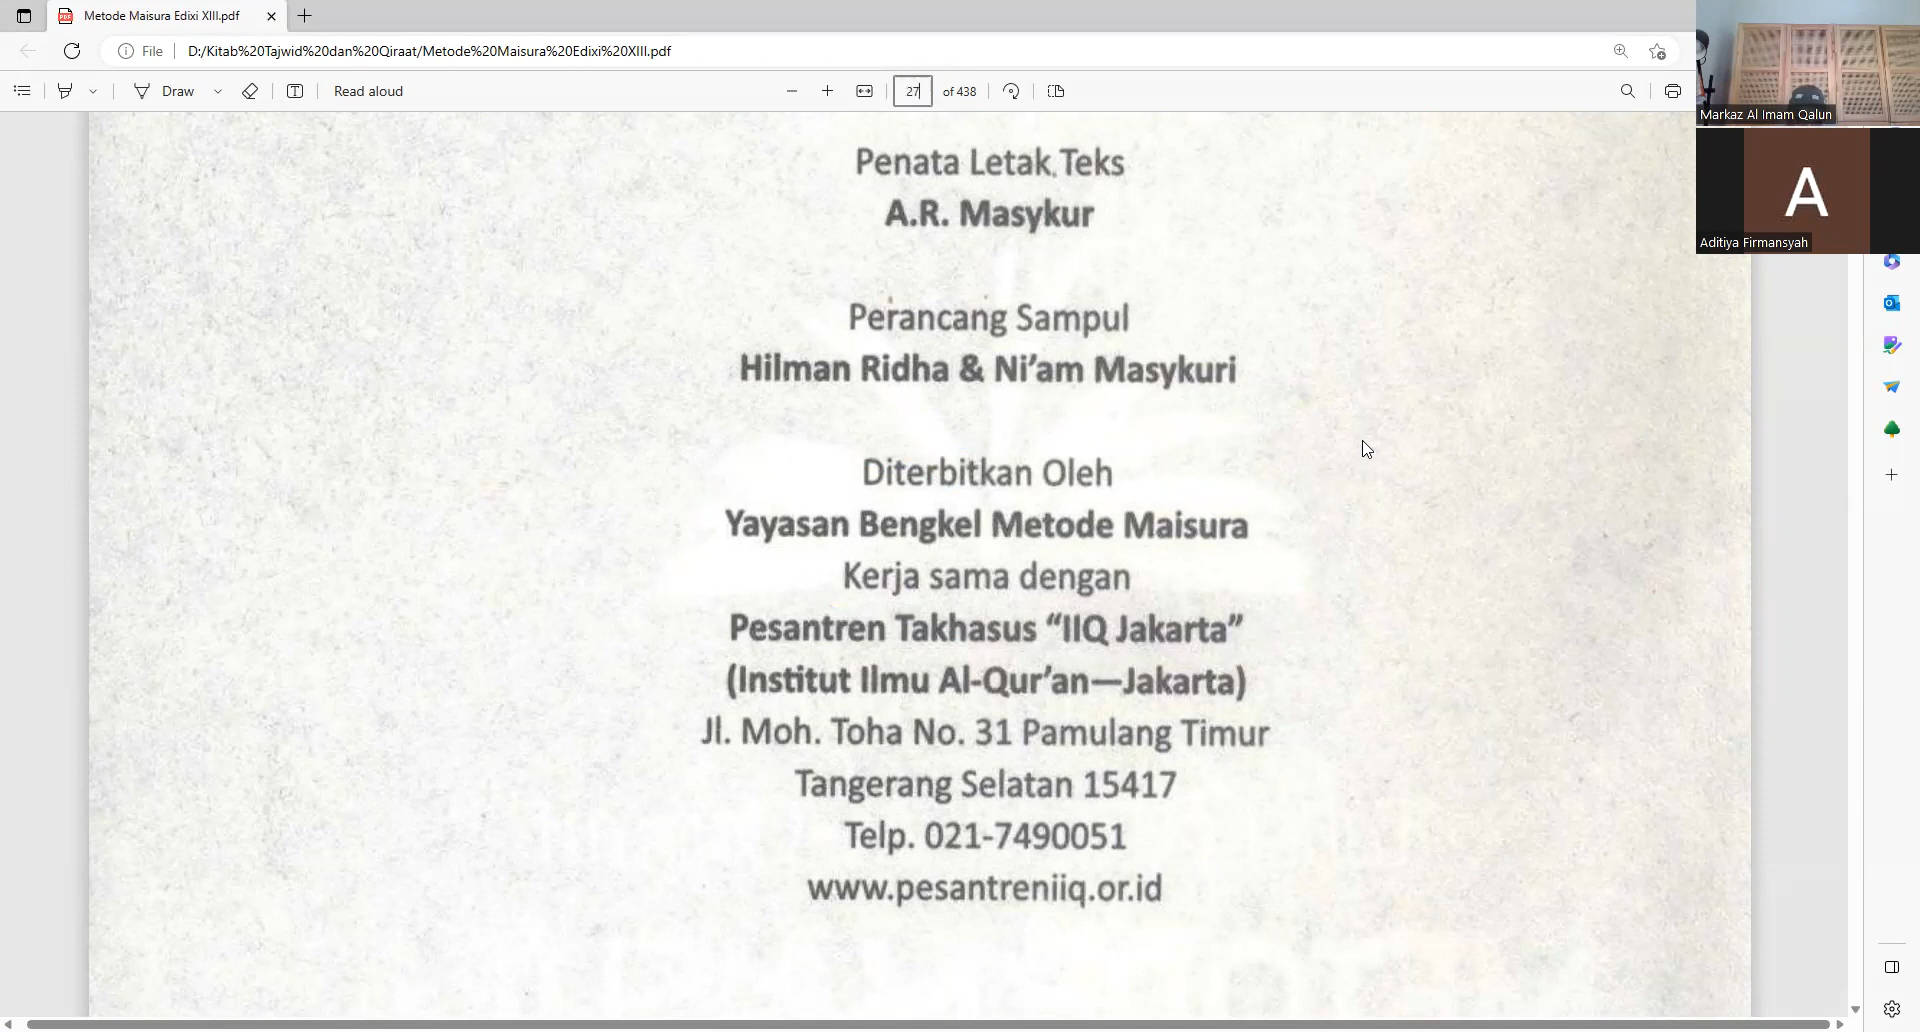 Metode Maisura Edixi XIII.pdf
File
D:/Kitab%20Tajwid%20dan%20Qiraat/Metode%20Maisura%20Edixi%20XIII.pdf
Draw
Read aloud
27
of 438
Markaz Al Imam Qalun
A
Aditiya Firmansyah
Penata Letak Teks
A.R. Masykur
Perancang Sampul
Hilman Ridha & Ni'am Masykuri
Diterbitkan Oleh
Yayasan Bengkel Metode Maisura
Kerja sama dengan
Pesantren Takhasus “IIQ Jakarta”
(Institut Ilmu Al-Qur'an—Jakarta)
Jl. Moh. Toha No. 31 Pamulang Timur
Tangerang Selatan 15417
Telp. 021-7490051
www.pesantreniiq.or.id